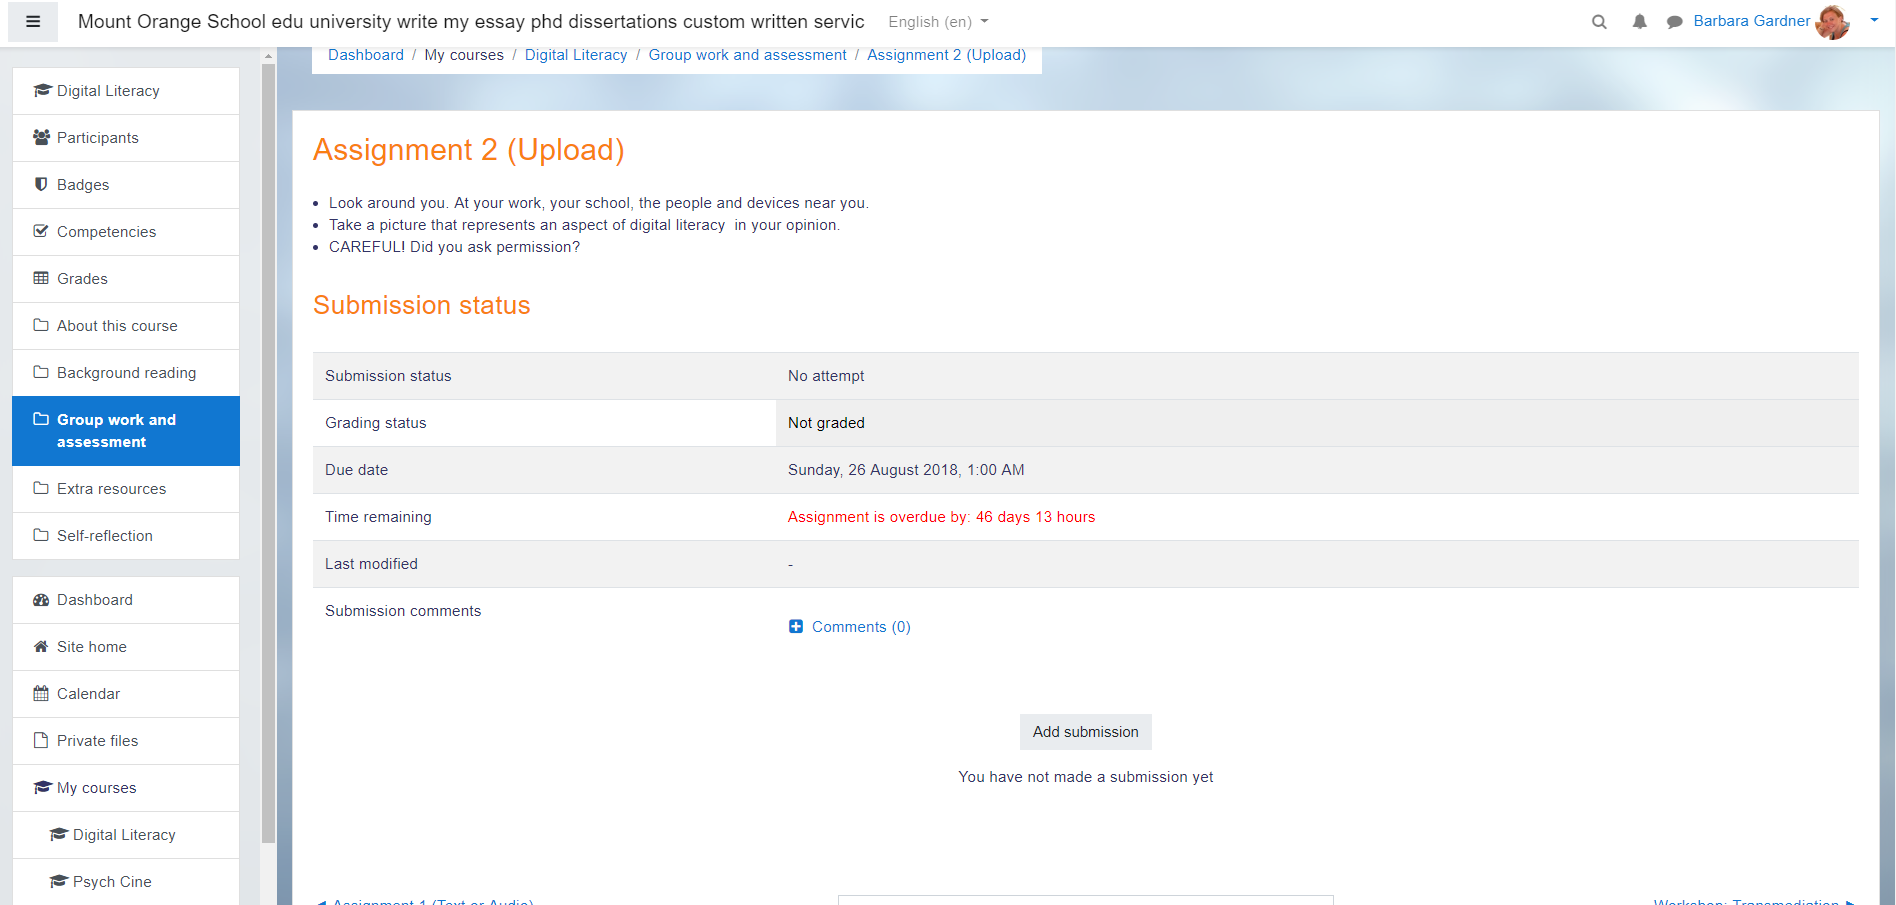 Mount Orange School edu university write my essay phd dissertations custom written servic
English (en)
Barbara Gardner
Dashboard / My courses / Digital Literacy / Group work and assessment / Assignment 2 (Upload)
Digital Literacy
Participants
Badges
Competencies
Grades
About this course
Background reading
Group work and
assessment
Extra resources
Self-reflection
Dashboard
Site home
Calendar
Private files
My courses
Digital Literacy
Psych Cine
Assignment 2 (Upload)
• Look around you. At your work, your school, the people and devices near you.
• Take a picture that represents an aspect of digital literacy in your opinion.
• CAREFUL! Did you ask permission?
Submission status
Submission status No attempt
Grading status Not graded
Due date Sunday, 26 August 2018, 1:00 AM
Time remaining Assignment is overdue by: 46 days 13 hours
Last modified -
Submission comments
Comments (0)
Add submission
You have not made a submission yet
◄ Assignment 1 (Text or Audio)
Workshop: Transmediation ►